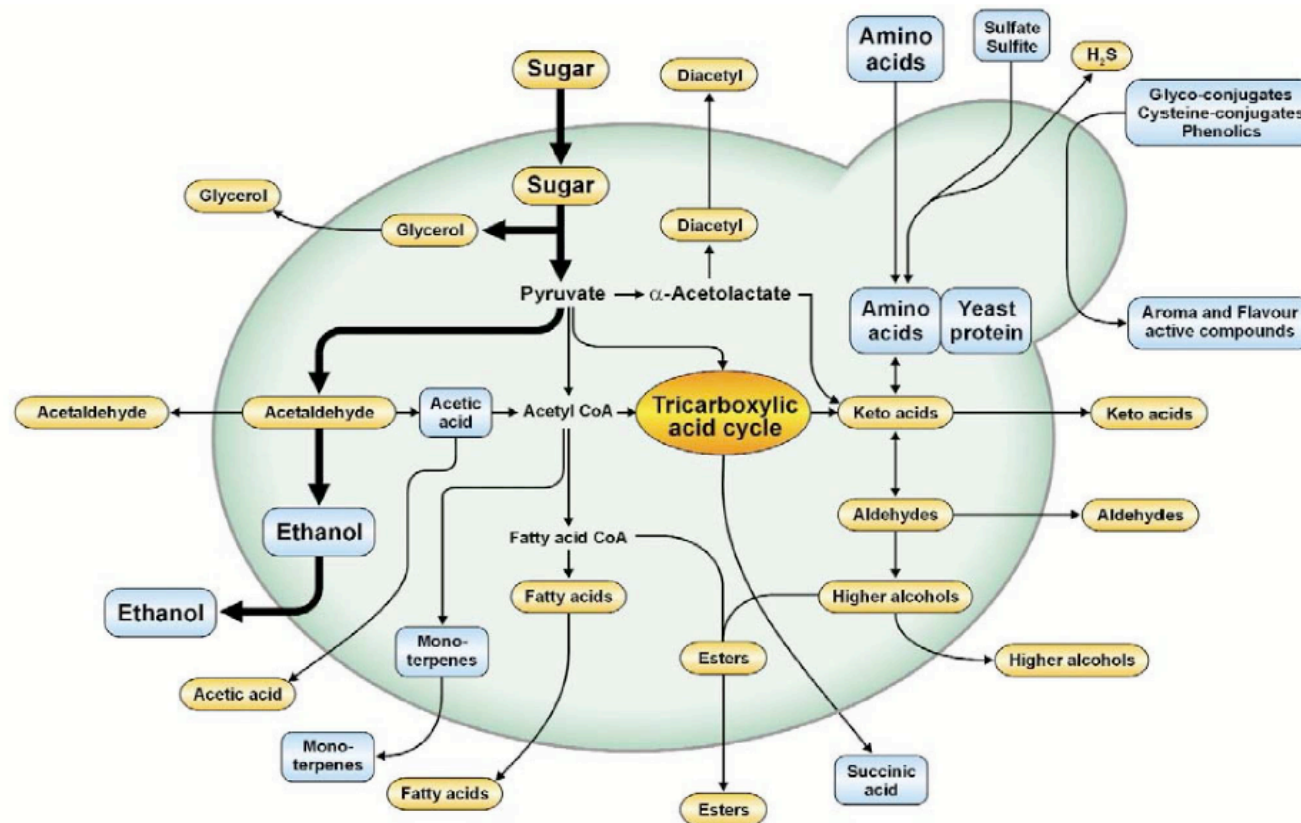 Sugar
Diacetyl
Amino
acids
Sulfate
Sulfite
H₂S
Glyco-conjugates
Cysteine-conjugates
Phenolics
Glycerol
Sugar
Glycerol
Diacetyl
Pyruvate
α-Acetolactate
Amino
acids
Yeast
protein
Aroma and Flavour
active compounds
Acetaldehyde
Acetaldehyde
Acetic
acid
Acetyl CoA
Tricarboxylic
acid cycle
Keto acids
Keto acids
Ethanol
Fatty acid CoA
Aldehydes
Aldehydes
Ethanol
Fatty acids
Higher alcohols
Mono-
terpenes
Esters
Higher alcohols
Acetic acid
Mono-
terpenes
Fatty acids
Esters
Succinic
acid